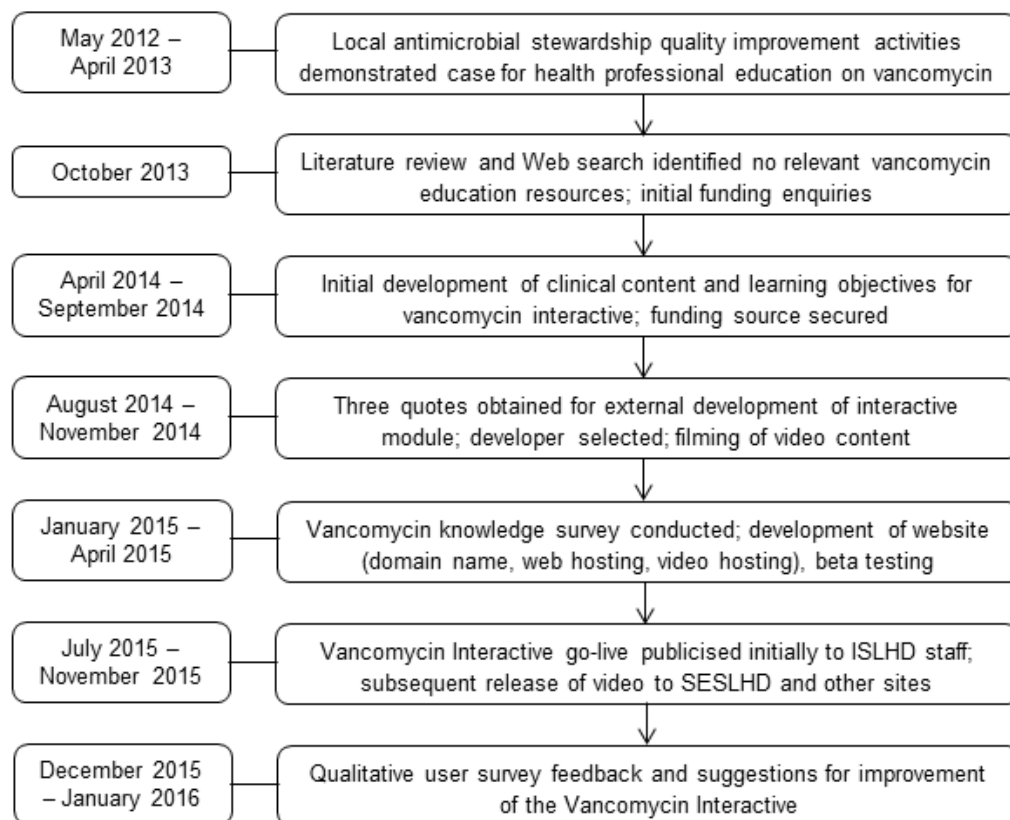 May 2012 –
April 2013
Local antimicrobial stewardship quality improvement activities
demonstrated case for health professional education on vancomycin
October 2013
Literature review and Web search identified no relevant vancomycin
education resources; initial funding enquiries
April 2014 –
September 2014
Initial development of clinical content and learning objectives for
vancomycin interactive; funding source secured
August 2014 –
November 2014
Three quotes obtained for external development of interactive
module; developer selected; filming of video content
January 2015 –
April 2015
Vancomycin knowledge survey conducted; development of website
(domain name, web hosting, video hosting), beta testing
July 2015 –
November 2015
Vancomycin Interactive go-live publicised initially to ISLHD staff;
subsequent release of video to SESLHD and other sites
December 2015
– January 2016
Qualitative user survey feedback and suggestions for improvement
of the Vancomycin Interactive